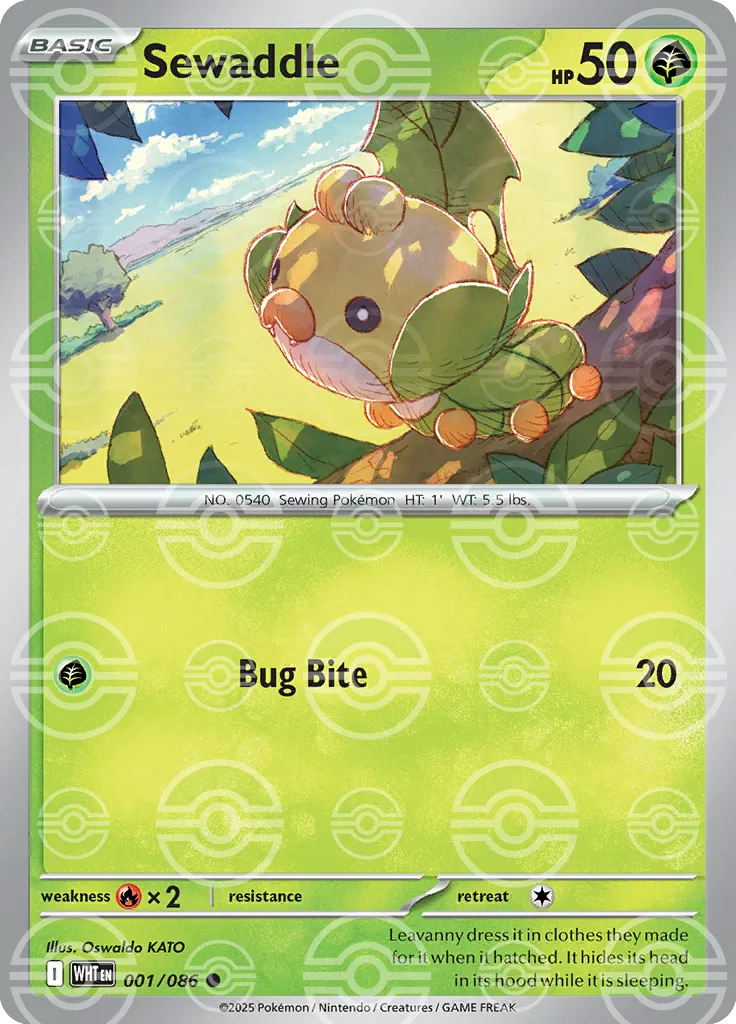 BASIC
Sewaddle
HP 50
NO. 0540 Sewing Pokémon HT: 1' WT: 5.5 lbs.
Bug Bite 20
weakness ×2 resistance retreat
Illus. Oswaldo KATO
Leavanny dress it in clothes they made
for it when it hatched. It hides its head
in its hood while it is sleeping.
I WHT EN 001/086
©2025 Pokémon / Nintendo / Creatures / GAME FREAK